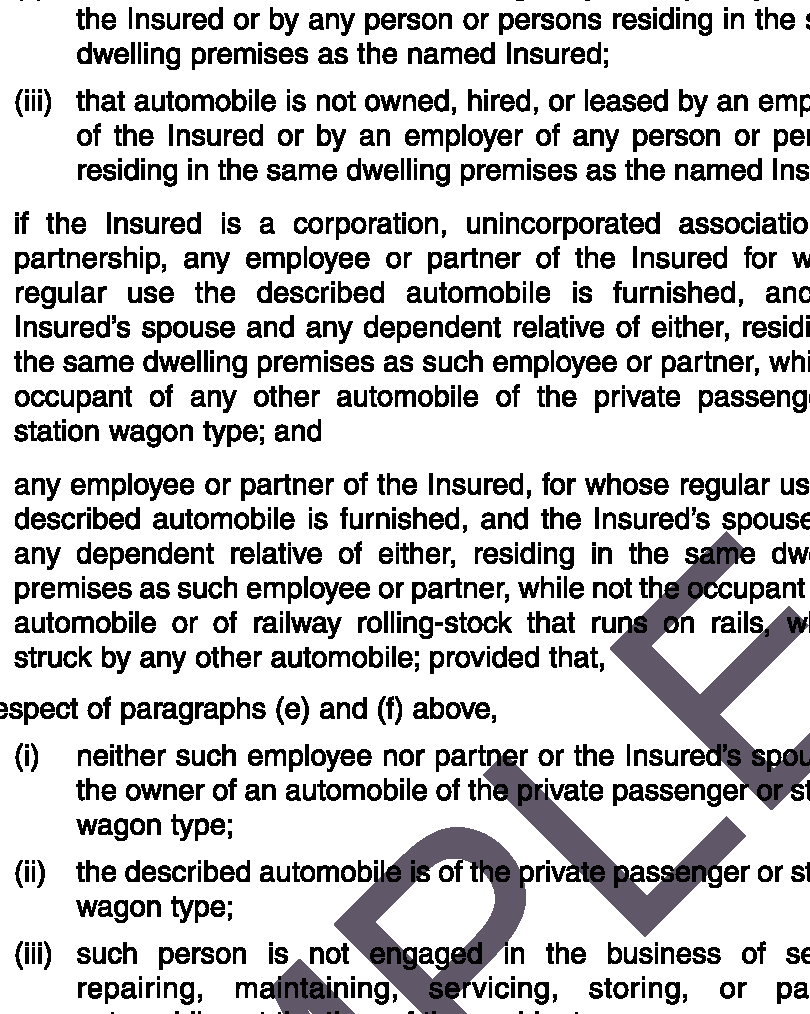 the Insured or by any person or persons residing in the
dwelling premises as the named Insured;
(iii) that automobile is not owned, hired, or leased by an
of the Insured or by an employer of any person or
residing in the same dwelling premises as the named
if the Insured is a corporation, unincorporated
partnership, any employee or partner of the Insured for
regular use the described automobile is furnished,
Insured's spouse and any dependent relative of either,
the same dwelling premises as such employee or partner,
occupant of any other automobile of the private
station wagon type; and
any employee or partner of the Insured, for whose regular
described automobile is furnished, and the Insured's spouse
any dependent relative of either, residing in the same
premises as such employee or partner, while not the occupant
automobile or of railway rolling-stock that runs on rails,
struck by any other automobile; provided that,
respect of paragraphs (e) and (f) above,
(i) neither such employee nor partner or the Insured's
the owner of an automobile of the private passenger or
wagon type;
(ii) the described automobile is of the private passenger or
wagon type;
(iii) such person is not engaged in the business of
repairing, maintaining, servicing, storing, or